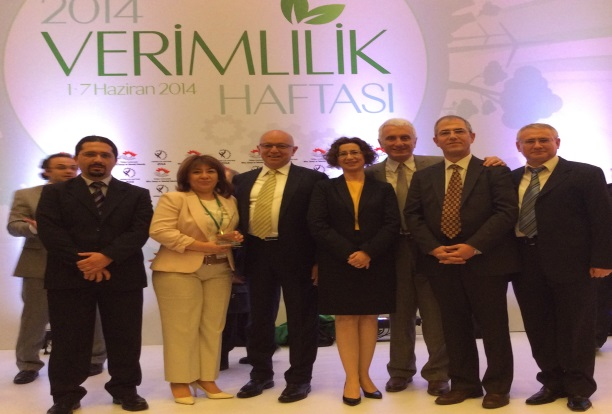 2014
VERİMLİLİK
1-7 Haziran 2014
HAFTASI